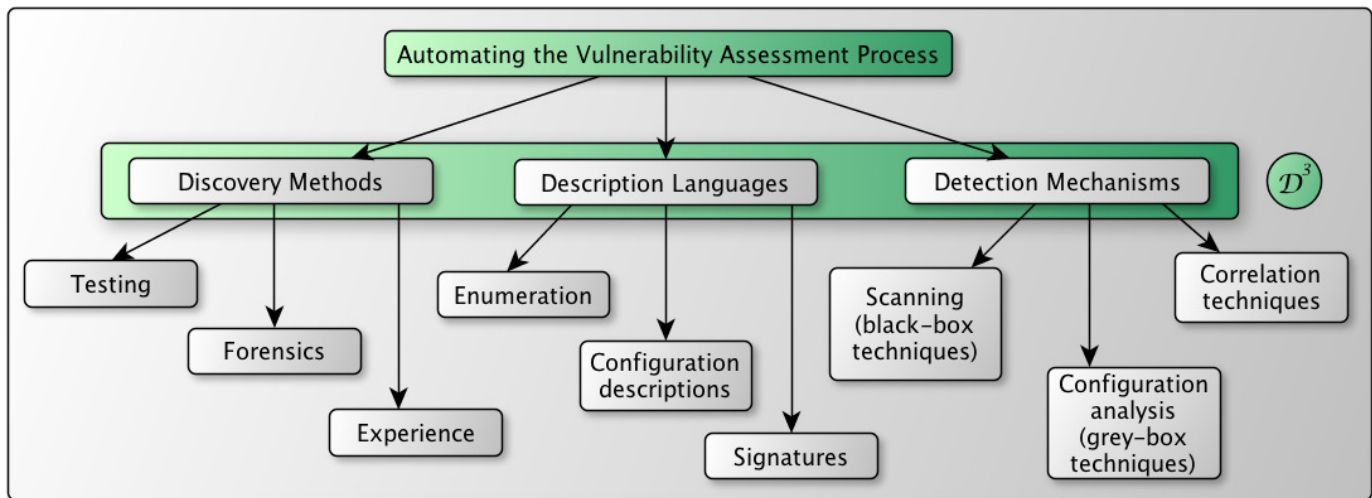 Automating the Vulnerability Assessment Process
Discovery Methods
Description Languages
Detection Mechanisms
D³
Testing
Forensics
Experience
Enumeration
Configuration
descriptions
Signatures
Scanning
(black-box
techniques)
Configuration
analysis
(grey-box
techniques)
Correlation
techniques